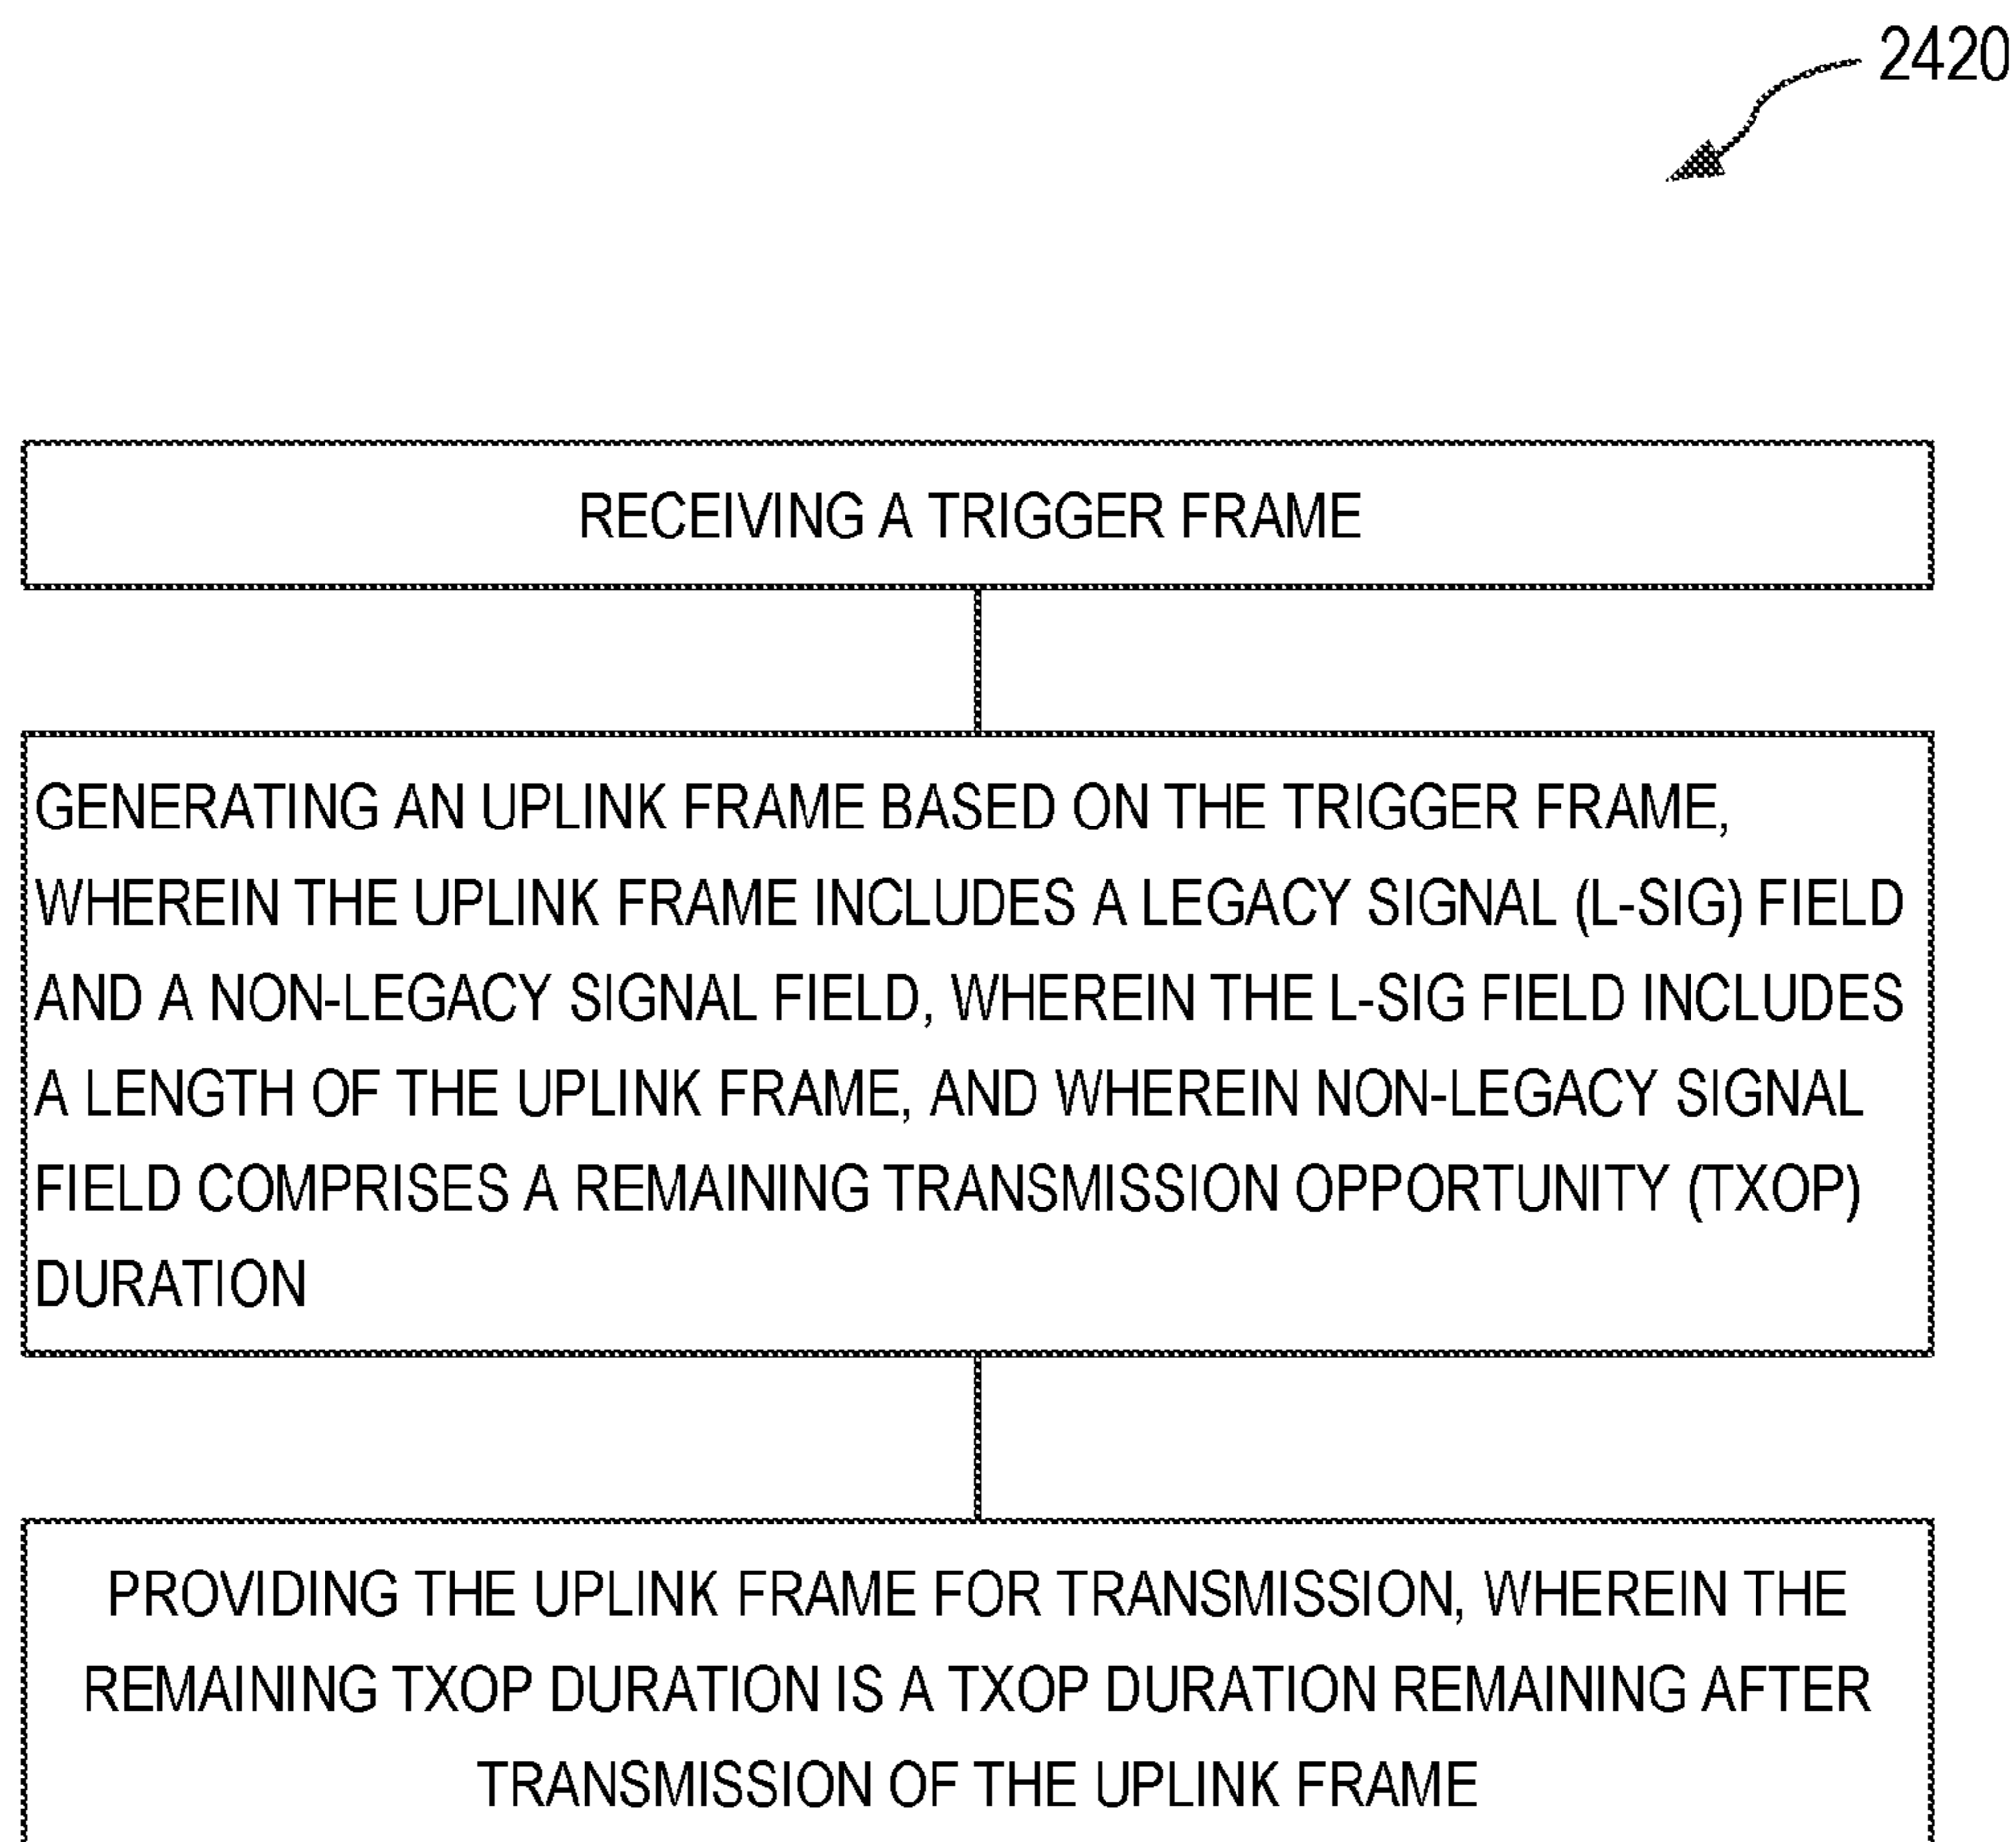 2420
RECEIVING A TRIGGER FRAME
GENERATING AN UPLINK FRAME BASED ON THE TRIGGER FRAME,
WHEREIN THE UPLINK FRAME INCLUDES A LEGACY SIGNAL (L-SIG) FIELD
AND A NON-LEGACY SIGNAL FIELD, WHEREIN THE L-SIG FIELD INCLUDES
A LENGTH OF THE UPLINK FRAME, AND WHEREIN NON-LEGACY SIGNAL
FIELD COMPRISES A REMAINING TRANSMISSION OPPORTUNITY (TXOP)
DURATION
PROVIDING THE UPLINK FRAME FOR TRANSMISSION, WHEREIN THE
REMAINING TXOP DURATION IS A TXOP DURATION REMAINING AFTER
TRANSMISSION OF THE UPLINK FRAME